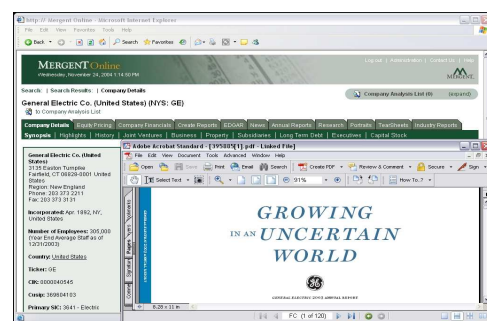 http:// Mergent Online - Microsoft Internet Explorer
File Edit View Favorites Tools Help
Back Search Favorites
MERGENT Online
Wednesday, November 24, 2004 1:14:50 PM
Log out | Administration | Contact Us | Help
MERGENT
Search: | Search Results: | Company Details
Company Analysis List (0) (expand)
General Electric Co. (United States) (NYS: GE)
to Company Analysis List
Company Details Equity Pricing Company Financials Create Reports EDGAR News Annual Reports Research Portraits TearSheets Industry Reports
Synopsis | Highlights | History | Joint Ventures | Business | Property | Subsidiaries | Long Term Debt | Executives | Capital Stock
General Electric Co. (United States)
3135 Easton Turnpike
Fairfield, CT 06828-0001 United States
Region: New England
Phone: 203 373 2211
Fax: 203 373 3131
Incorporated: Apr. 1892, NY, United States
Number of Employees: 305,000
(Year End Average Staff as of 12/31/2003)
Country: United States
Ticker: GE
CIK: 0000040545
Cusip: 369604103
Primary SIC: 3641 - Electric
Adobe Acrobat Standard - [395885[1].pdf - Linked File]
File Edit View Document Tools Advanced Window Help
Open Save Print Email Search Create PDF Review & Comment Secure Sign
Select Text 91% How To..?
Comments
Signatures Pages Layers Bookmarks
GROWING
IN AN UNCERTAIN
WORLD
GENERAL ELECTRIC 2002 ANNUAL REPORT
8.28 x 11 in
FC (1 of 120)